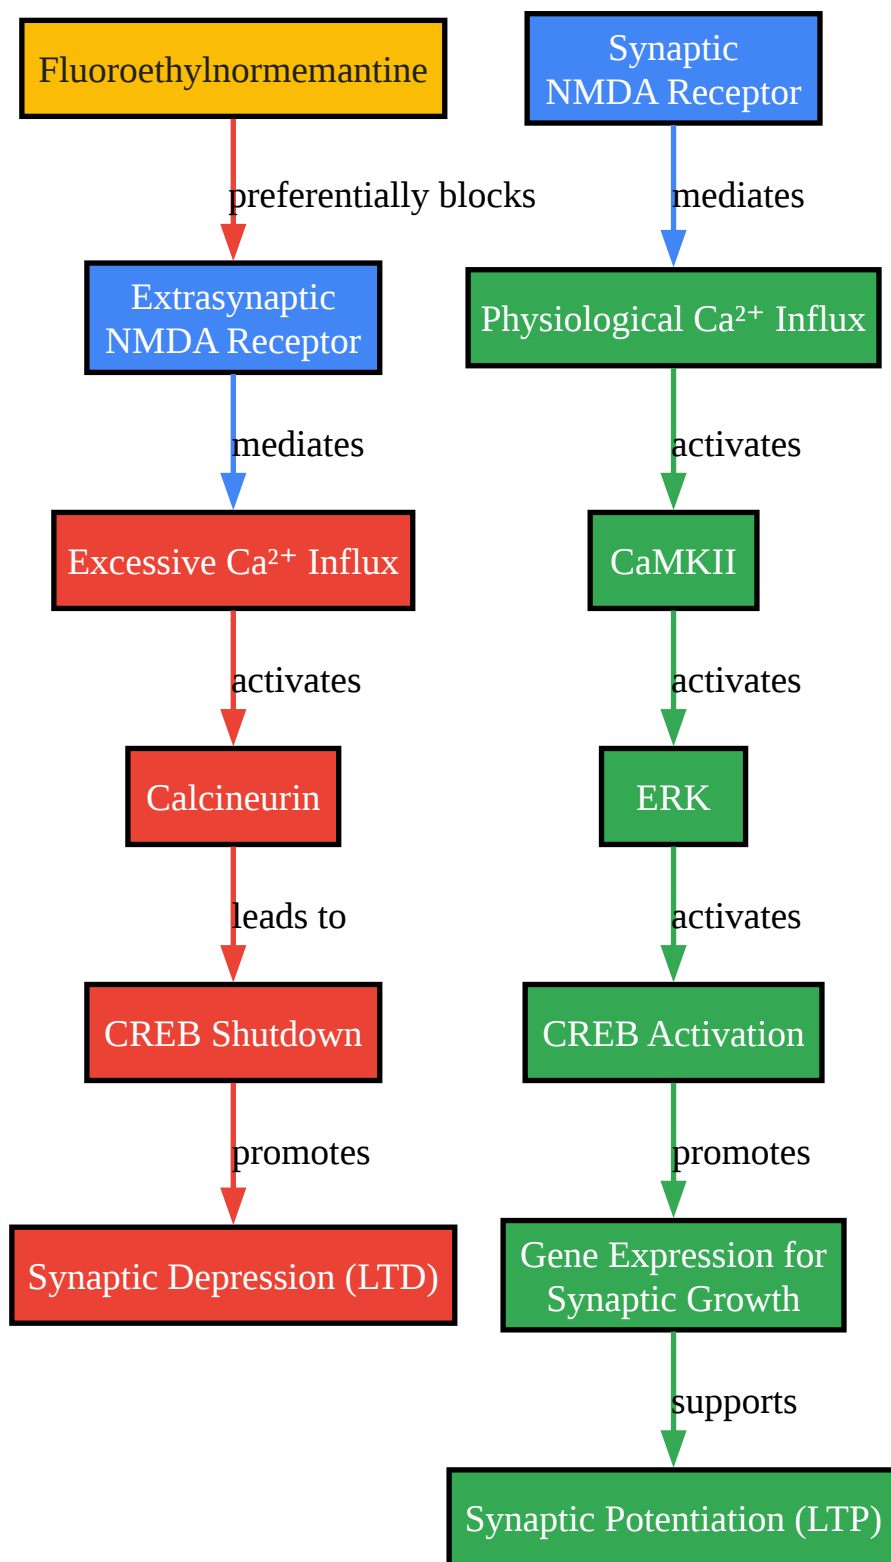 Fluoroethylnormemantine
preferentially blocks
Extrasynaptic
NMDA Receptor
mediates
Excessive Ca²⁺ Influx
activates
Calcineurin
leads to
CREB Shutdown
promotes
Synaptic Depression (LTD)
Synaptic
NMDA Receptor
mediates
Physiological Ca²⁺ Influx
activates
CaMKII
activates
ERK
activates
CREB Activation
promotes
Gene Expression for
Synaptic Growth
supports
Synaptic Potentiation (LTP)